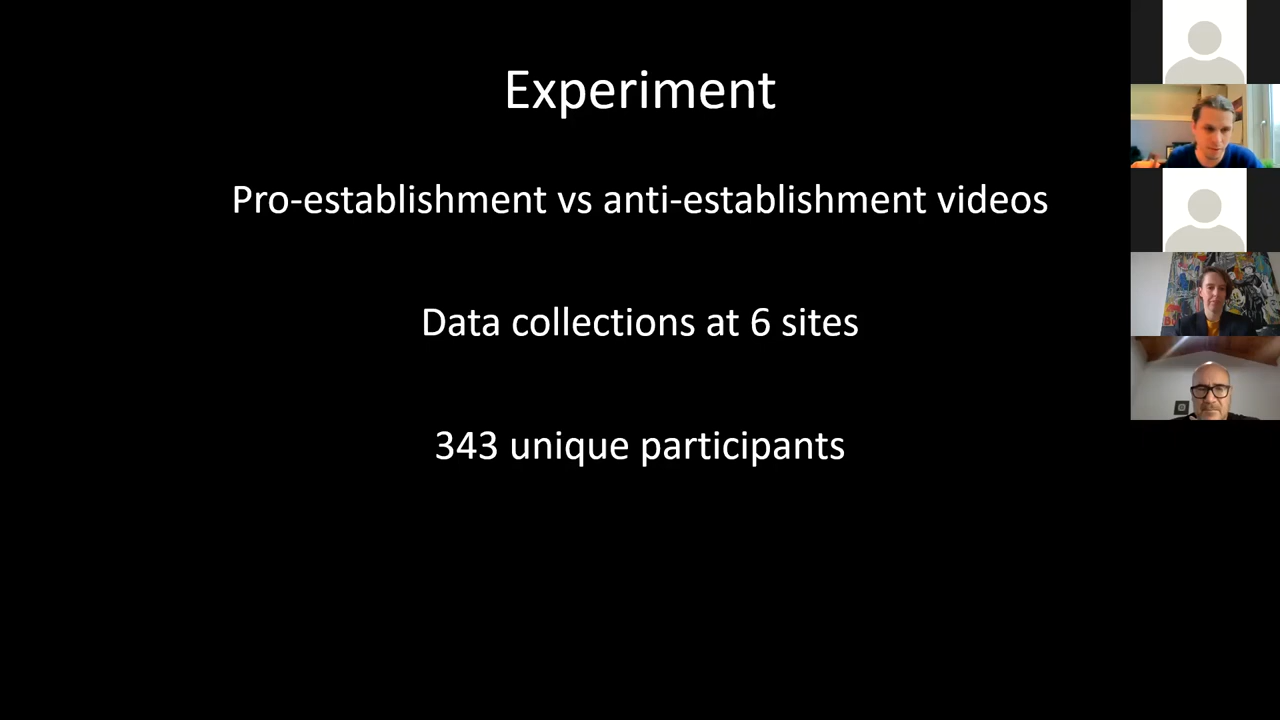 Experiment
Pro-establishment vs anti-establishment videos
Data collections at 6 sites
343 unique participants